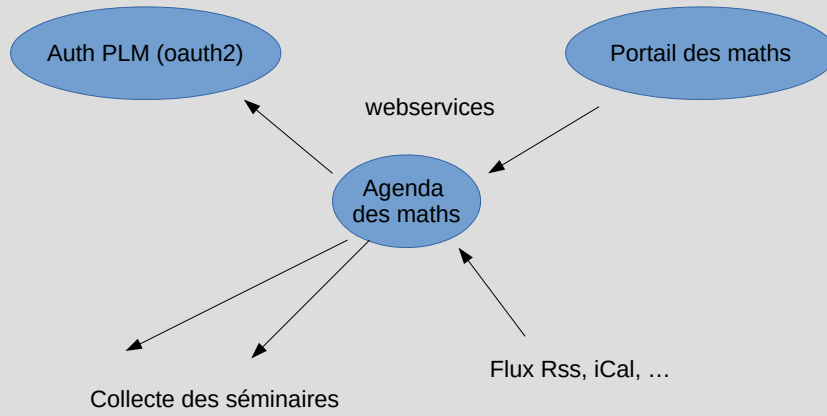 Auth PLM (oauth2)
Portail des maths
webservices
Agenda
des maths
Flux Rss, iCal, …
Collecte des séminaires